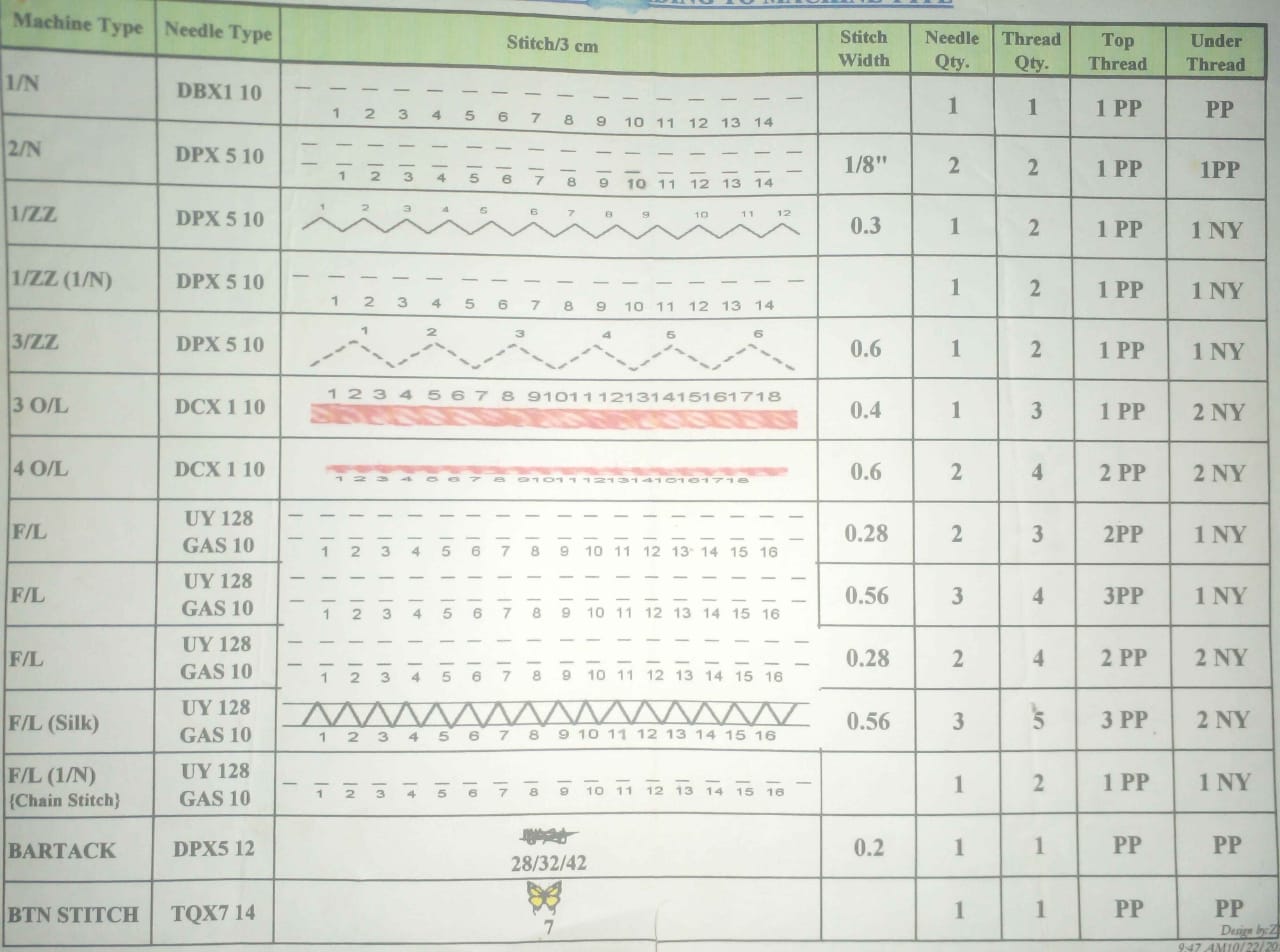 TO MACHINE TYPE
Machine Type Needle Type Stitch/3 cm Stitch Width Needle Qty. Thread Qty. Top Thread Under Thread
1/N DBX1 10 1 2 3 4 5 6 7 8 9 10 11 12 13 14 1 1 1 PP PP
2/N DPX 5 10 1 2 3 4 5 6 7 8 9 10 11 12 13 14 1/8" 2 2 1 PP 1PP
1/ZZ DPX 5 10 1 2 3 4 5 6 7 8 9 10 11 12 0.3 1 2 1 PP 1 NY
1/ZZ (1/N) DPX 5 10 1 2 3 4 5 6 7 8 9 10 11 12 13 14 1 2 1 PP 1 NY
3/ZZ DPX 5 10 1 2 3 4 5 6 0.6 1 2 1 PP 1 NY
3 O/L DCX 1 10 1 2 3 4 5 6 7 8 9 10 11 12 13 14 15 16 17 18 0.4 1 3 1 PP 2 NY
4 O/L DCX 1 10 1 2 3 4 5 6 7 8 9 10 11 12 13 14 15 16 17 18 0.6 2 4 2 PP 2 NY
F/L UY 128 GAS 10 1 2 3 4 5 6 7 8 9 10 11 12 13 14 15 16 0.28 2 3 2PP 1 NY
F/L UY 128 GAS 10 1 2 3 4 5 6 7 8 9 10 11 12 13 14 15 16 0.56 3 4 3PP 1 NY
F/L UY 128 GAS 10 1 2 3 4 5 6 7 8 9 10 11 12 13 14 15 16 0.28 2 4 2 PP 2 NY
F/L (Silk) UY 128 GAS 10 1 2 3 4 5 6 7 8 9 10 11 12 13 14 15 16 0.56 3 5 3 PP 2 NY
F/L (1/N) {Chain Stitch} UY 128 GAS 10 1 2 3 4 5 6 7 8 9 10 11 12 13 14 15 16 1 2 1 PP 1 NY
BARTACK DPX5 12 28/32/42 0.2 1 1 PP PP
BTN STITCH TQX7 14 7 1 1 PP PP
Design by:
9:47 AM10/22/20